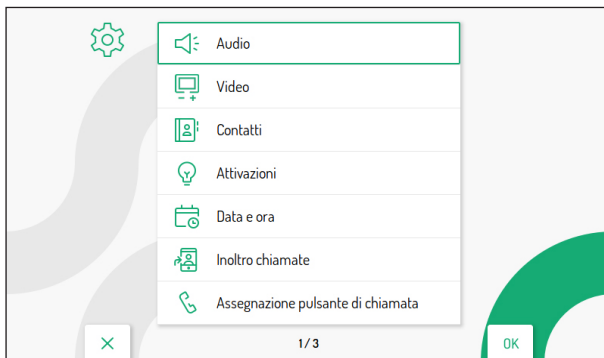 Audio
Video
Contatti
Attivazioni
Data e ora
Inoltro chiamate
Assegnazione pulsante di chiamata
1 / 3
OK